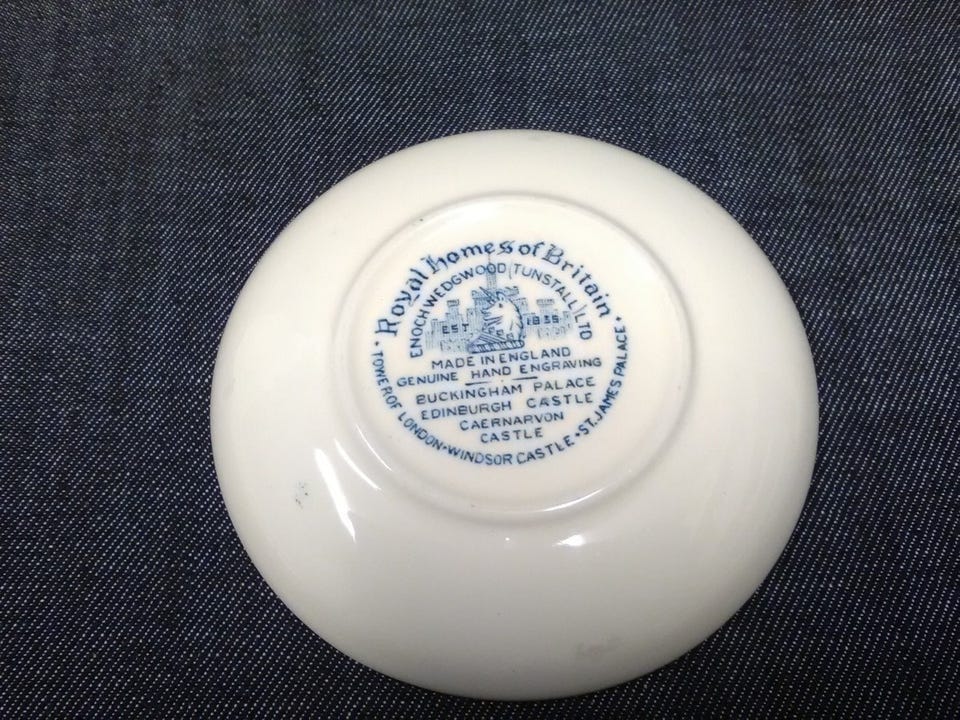 Royal Homes of Britain
ENOCH WEDGWOOD (TUNSTALL) LTD
EST 1835
MADE IN ENGLAND
GENUINE HAND ENGRAVING
BUCKINGHAM PALACE
EDINBURGH CASTLE
CAERNARVON
CASTLE
• TOWER OF LONDON • WINDSOR CASTLE • ST. JAMES PALACE •